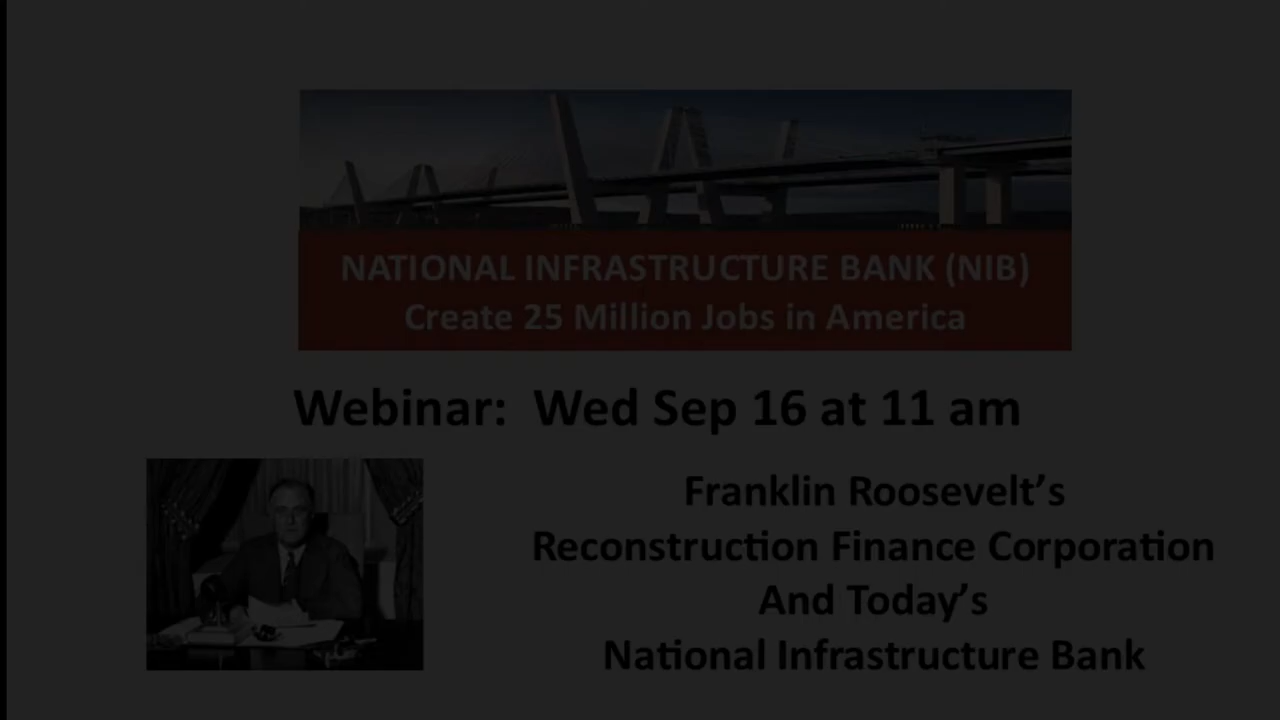 NATIONAL INFRASTRUCTURE BANK (NIB)
Create 25 Million Jobs in America
Webinar: Wed Sep 16 at 11 am
Franklin Roosevelt's
Reconstruction Finance Corporation
And Today's
National Infrastructure Bank